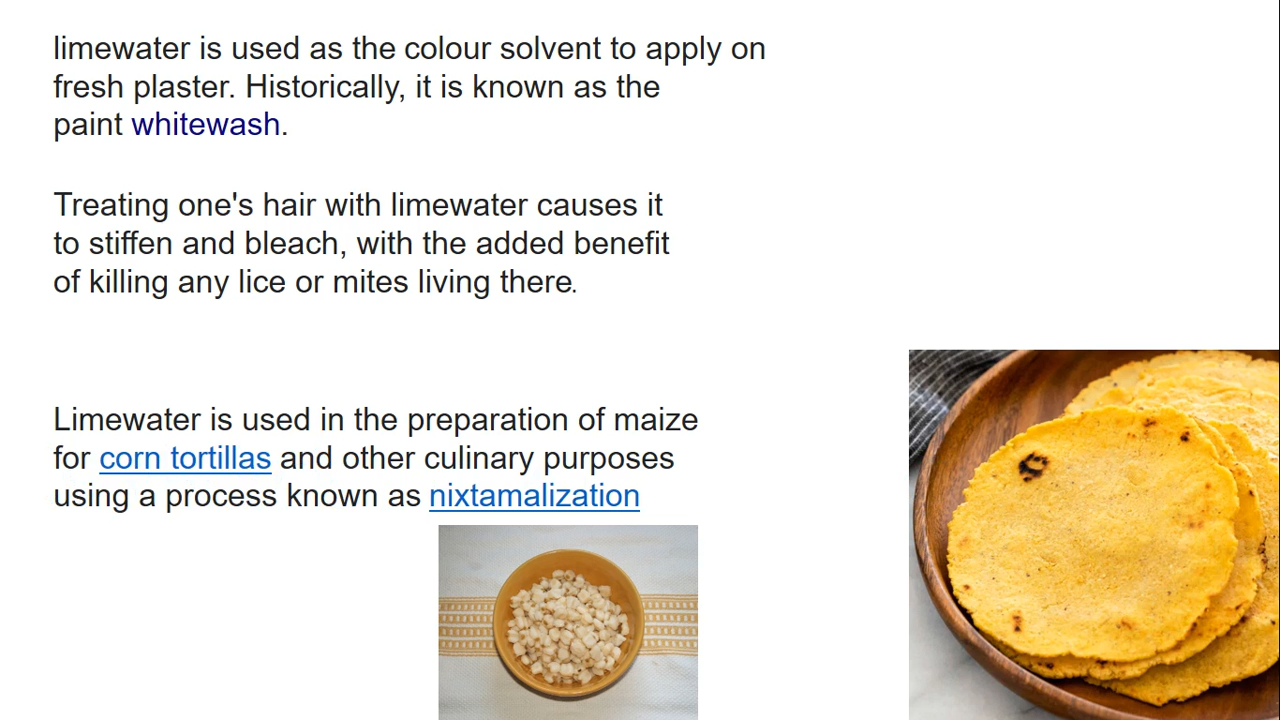 limewater is used as the colour solvent to apply on
fresh plaster. Historically, it is known as the
paint whitewash.
Treating one's hair with limewater causes it
to stiffen and bleach, with the added benefit
of killing any lice or mites living there.
Limewater is used in the preparation of maize
for corn tortillas and other culinary purposes
using a process known as nixtamalization